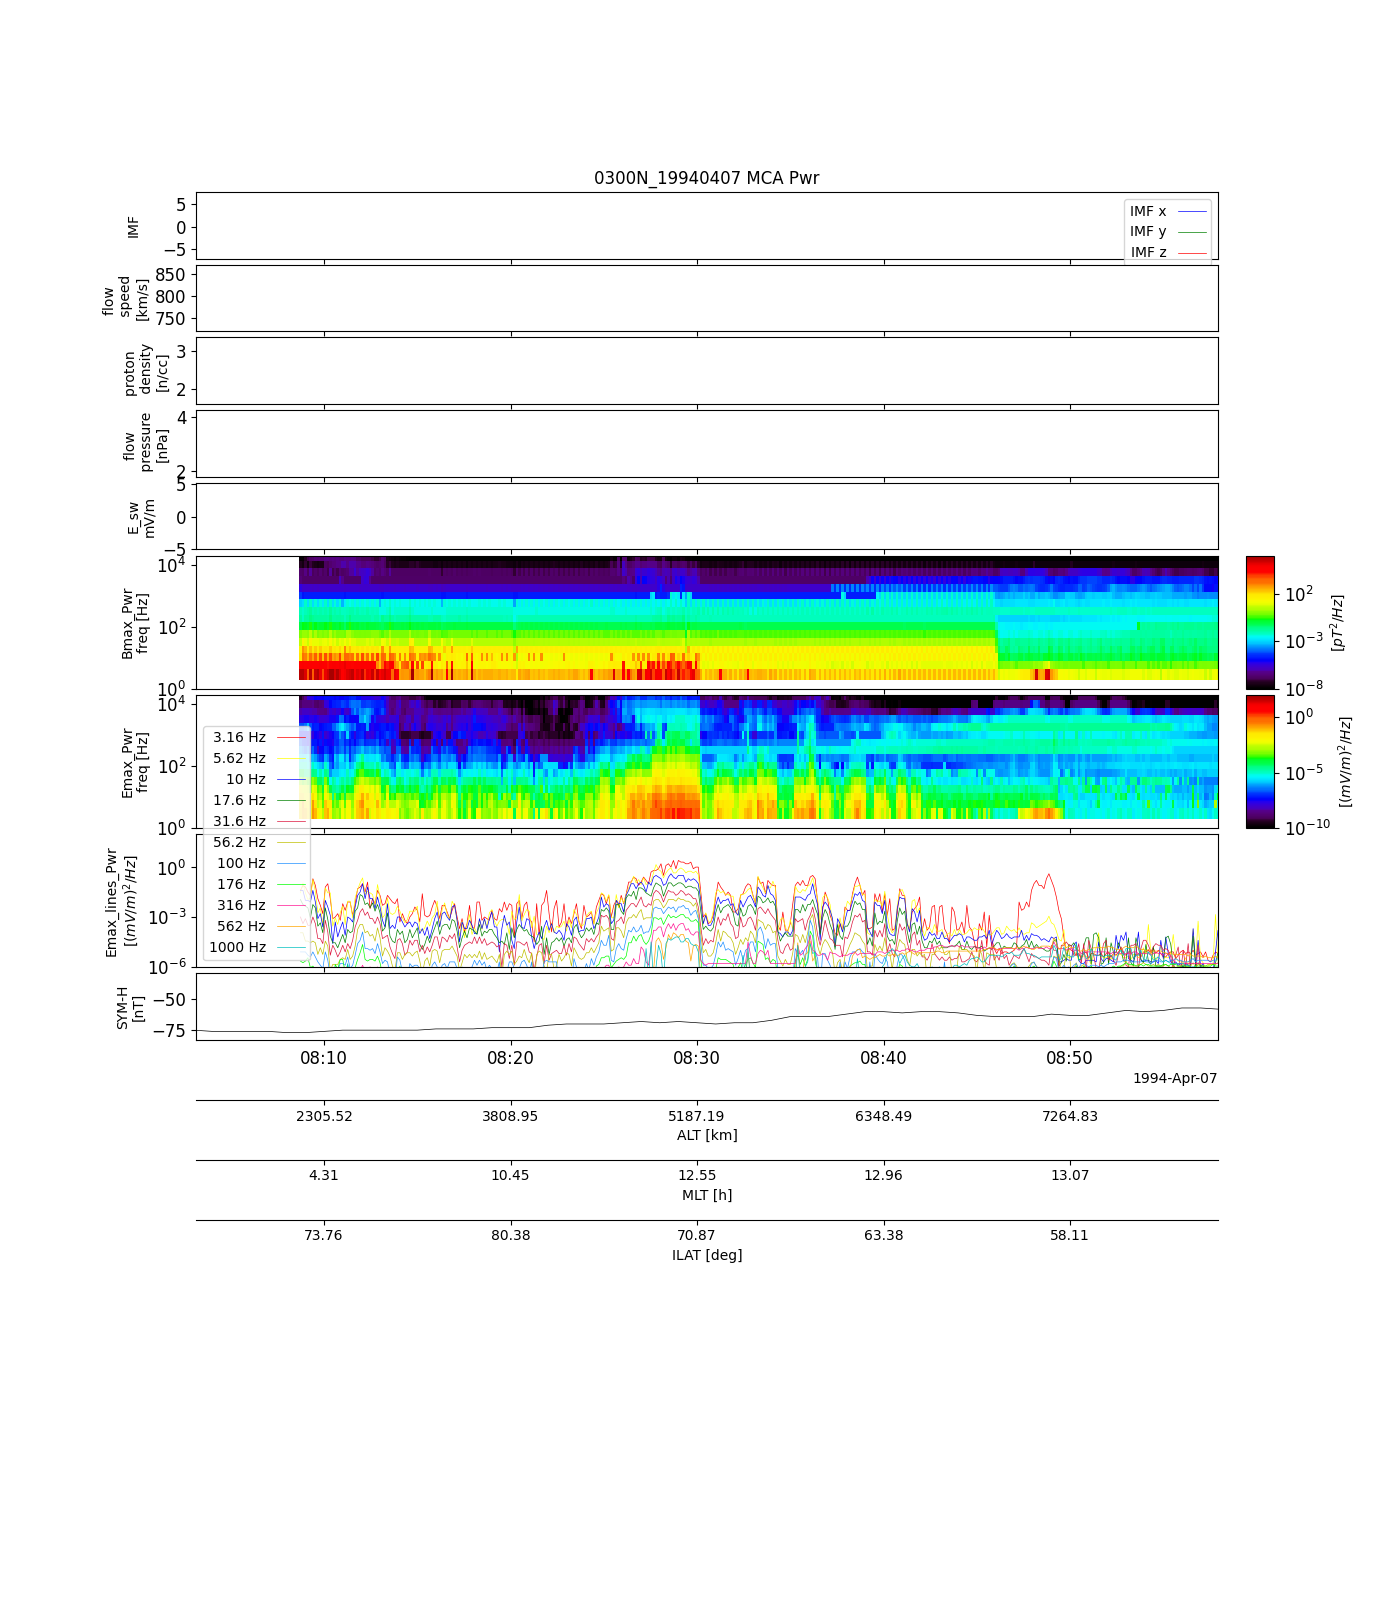 0300N_19940407 MCA Pwr
5
0
−5
IMF
IMF x
IMF y
IMF z
850
800
750
flow
speed
[km/s]
3
2
proton
density
[n/cc]
4
2
flow
pressure
[nPa]
5
0
−5
E_sw
mV/m
10^4
10^2
10^0
Bmax_Pwr
freq [Hz]
10^2
10^−3
10^−8
[pT^2/Hz]
10^4
10^2
10^0
Emax_Pwr
freq [Hz]
10^0
10^−5
10^−10
[(mV/m)^2/Hz]
3.16 Hz
5.62 Hz
10 Hz
17.6 Hz
31.6 Hz
56.2 Hz
100 Hz
176 Hz
316 Hz
562 Hz
1000 Hz
10^0
10^−3
10^−6
Emax_lines_Pwr
[(mV/m)^2/Hz]
−50
−75
SYM-H
[nT]
08:10 08:20 08:30 08:40 08:50
1994-Apr-07
2305.52 3808.95 5187.19 6348.49 7264.83
ALT [km]
4.31 10.45 12.55 12.96 13.07
MLT [h]
73.76 80.38 70.87 63.38 58.11
ILAT [deg]